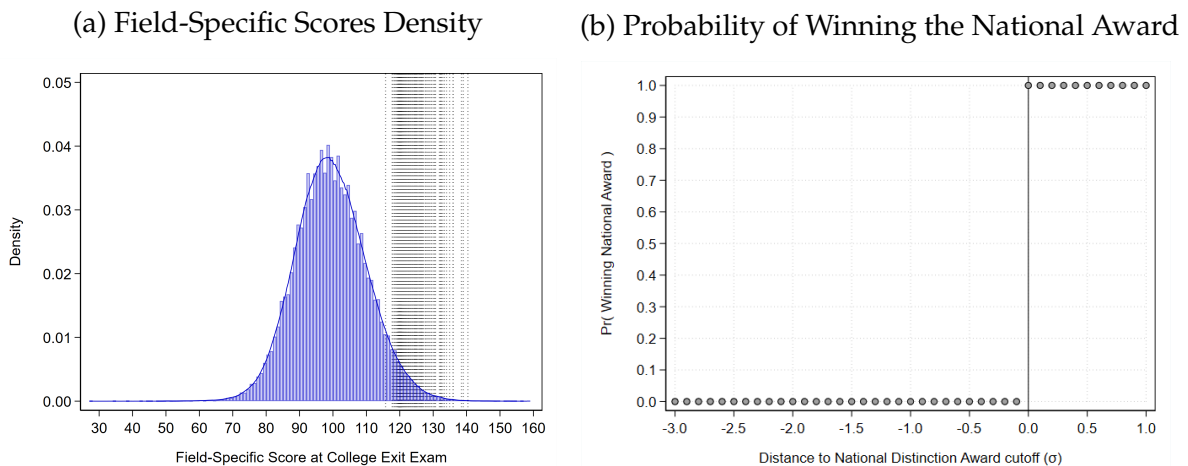 (a) Field-Specific Scores Density
0.05
0.04
0.03
0.02
0.01
0.00
Density
30 40 50 60 70 80 90 100 110 120 130 140 150 160
Field-Specific Score at College Exit Exam
(b) Probability of Winning the National Award
1.0
0.9
0.8
0.7
0.6
0.5
0.4
0.3
0.2
0.1
0.0
Pr( Winning National Award )
-3.0 -2.5 -2.0 -1.5 -1.0 -0.5 0.0 0.5 1.0
Distance to National Distinction Award cutoff (σ)